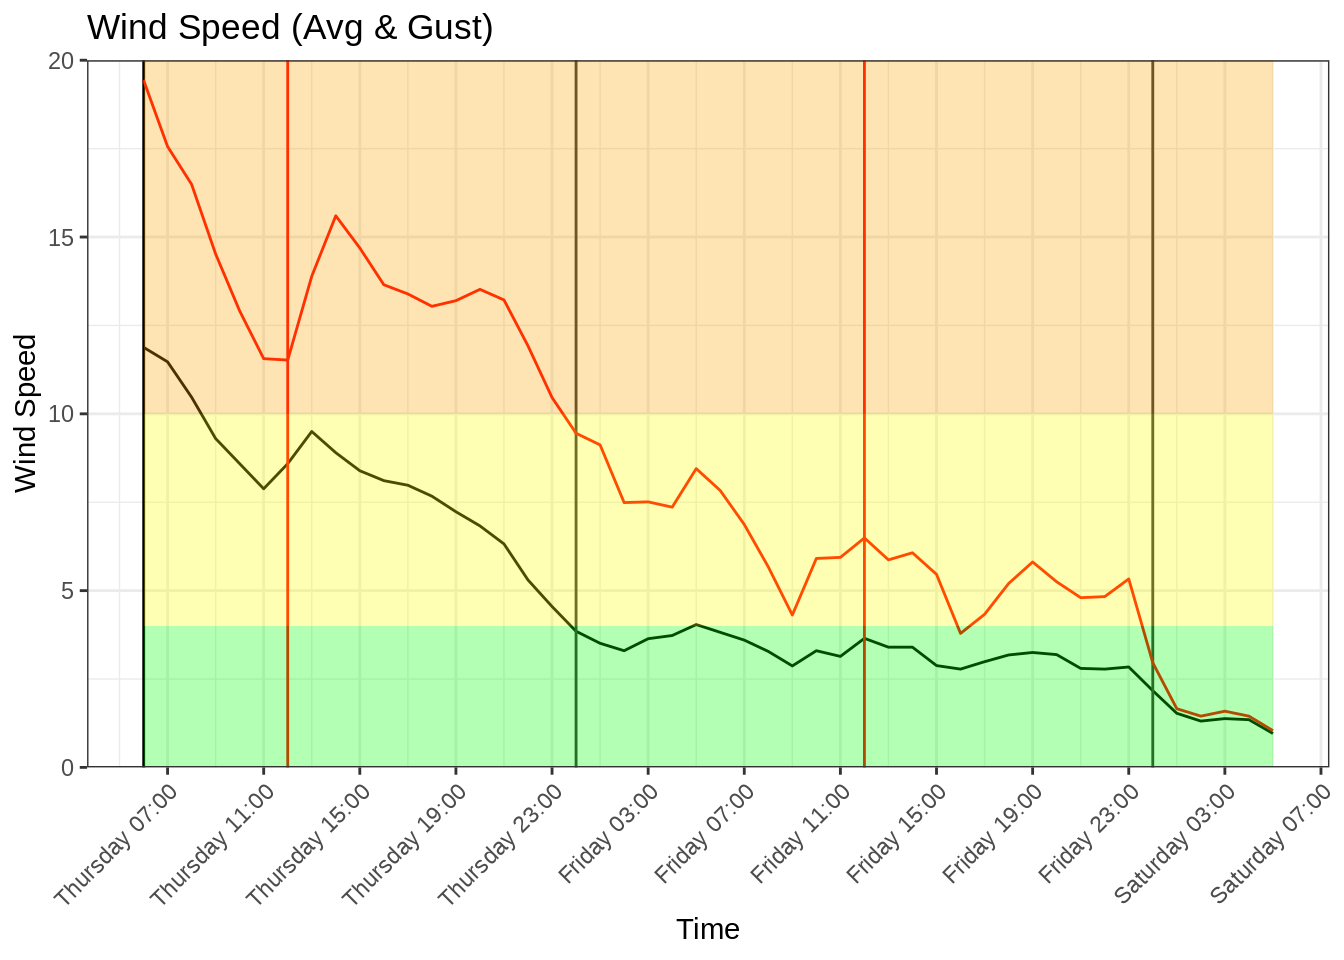 Wind Speed (Avg & Gust)
20
15
10
5
0
Wind Speed
Thursday 07:00
Thursday 11:00
Thursday 15:00
Thursday 19:00
Thursday 23:00
Friday 03:00
Friday 07:00
Friday 11:00
Friday 15:00
Friday 19:00
Friday 23:00
Saturday 03:00
Saturday 07:00
Time